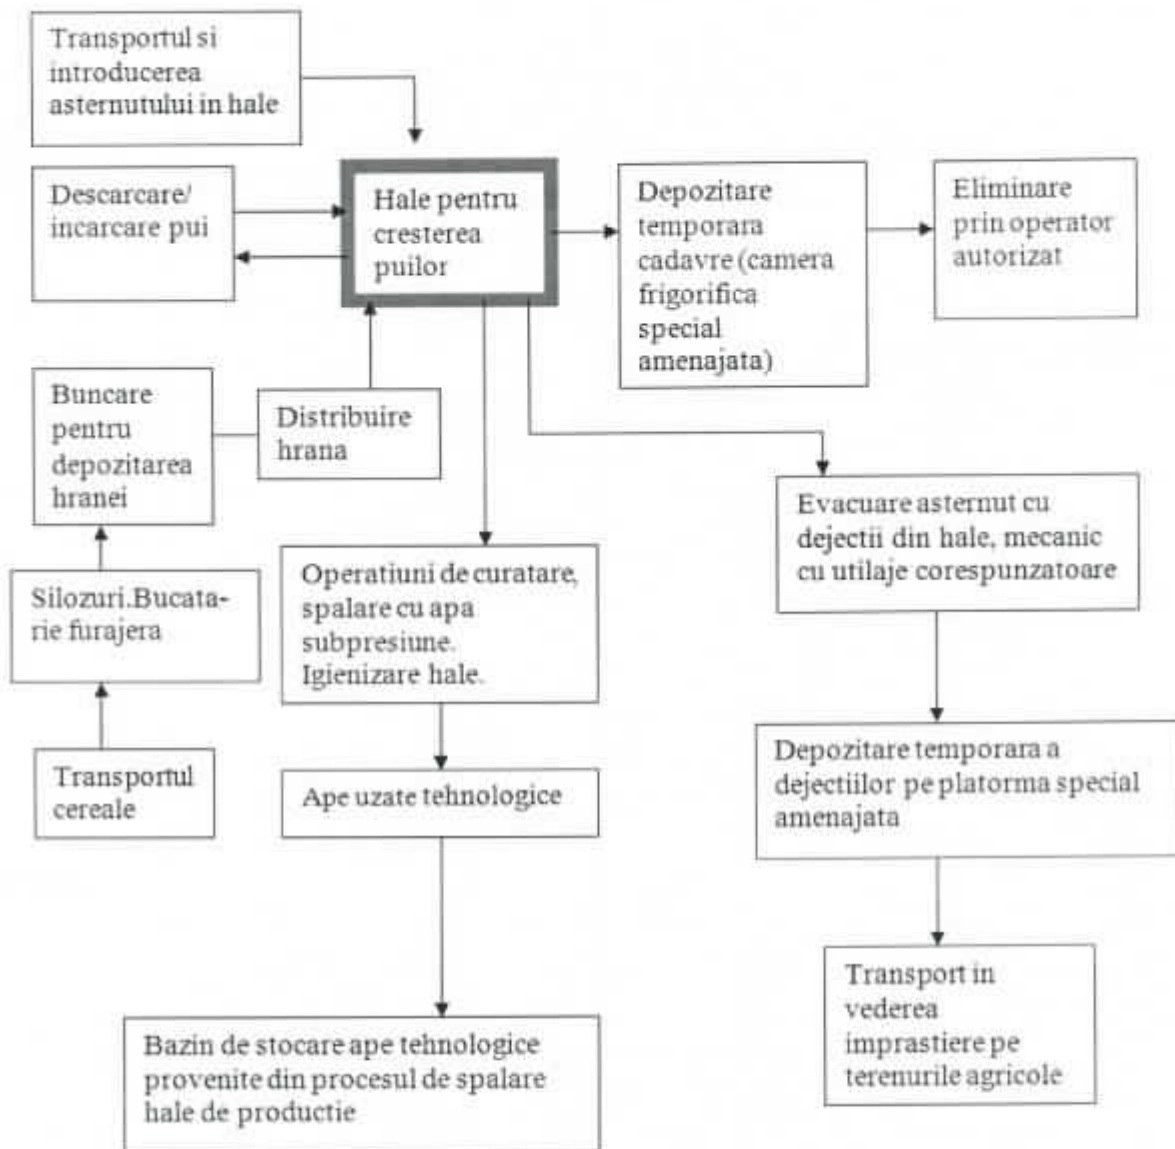 Transportul si
introducerea
asternutului in hale
Descarcare/
incarcare pui
Hale pentru
cresterea
puilor
Depozitare
temporara
cadavre (camera
frigorifica
special
amenajata)
Eliminare
prin operator
autorizat
Buncare
pentru
depozitarea
hranei
Distribuire
hrana
Evacuare asternut cu
dejectii din hale, mecanic
cu utilaje corespunzatoare
Silozuri.Bucata-
rie furajera
Operatiuni de curatare,
spalare cu apa
subpresiune.
Igienizare hale.
Transportul
cereale
Ape uzate tehnologice
Depozitare temporara a
dejectiilor pe platorma special
amenajata
Bazin de stocare ape tehnologice
provenite din procesul de spalare
hale de productie
Transport in
vederea
imprastiere pe
terenurile agricole